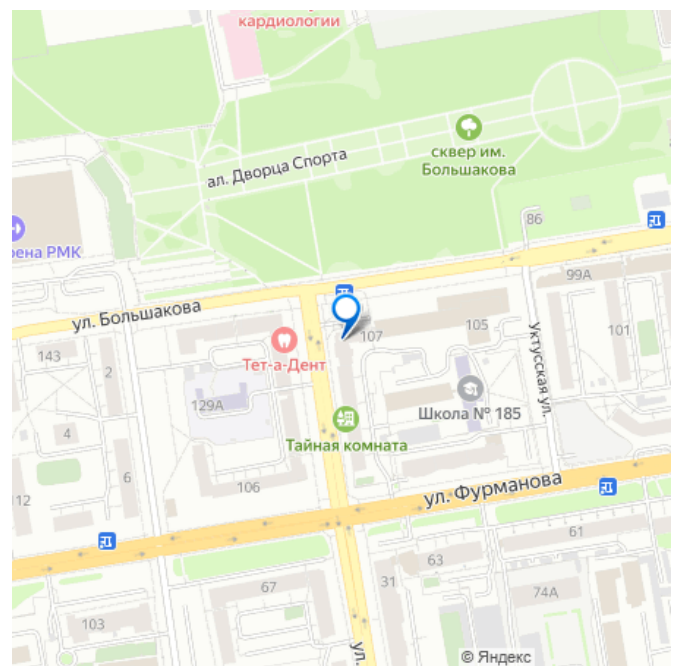 кардиологии
ал. Дворца Спорта
сквер им.
Большакова
86
рена РМК
99А
ул. Большакова
107
105
101
143
2
Тет-а-Дент
Уктусская ул.
129А
Школа № 185
4
Тайная комната
6
112
106
ул. Фурманова
61
63
67
31
74А
103
ул.
© Яндекс